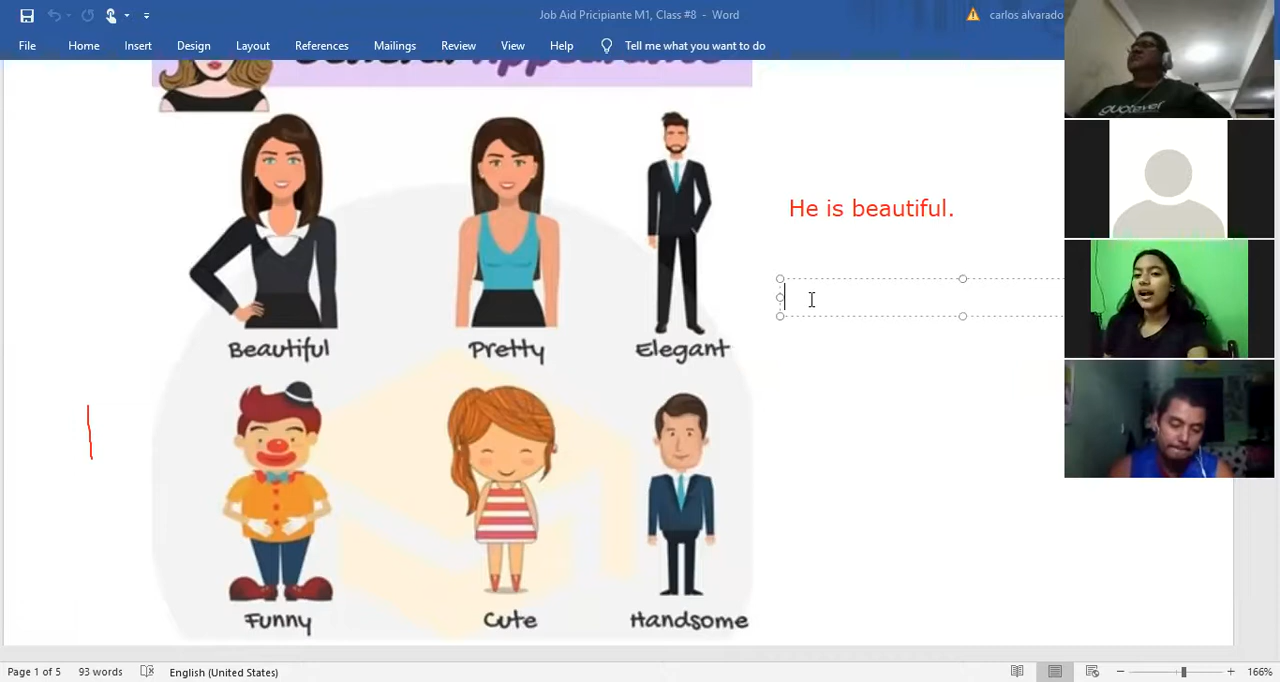 Job Aid Pricipiante M1, Class #8 - Word
carlos alvarado
File Home Insert Design Layout References Mailings Review View Help Tell me what you want to do
General Appearance
He is beautiful.
Beautiful Pretty Elegant
Funny Cute Handsome
Page 1 of 5 93 words English (United States) 166%